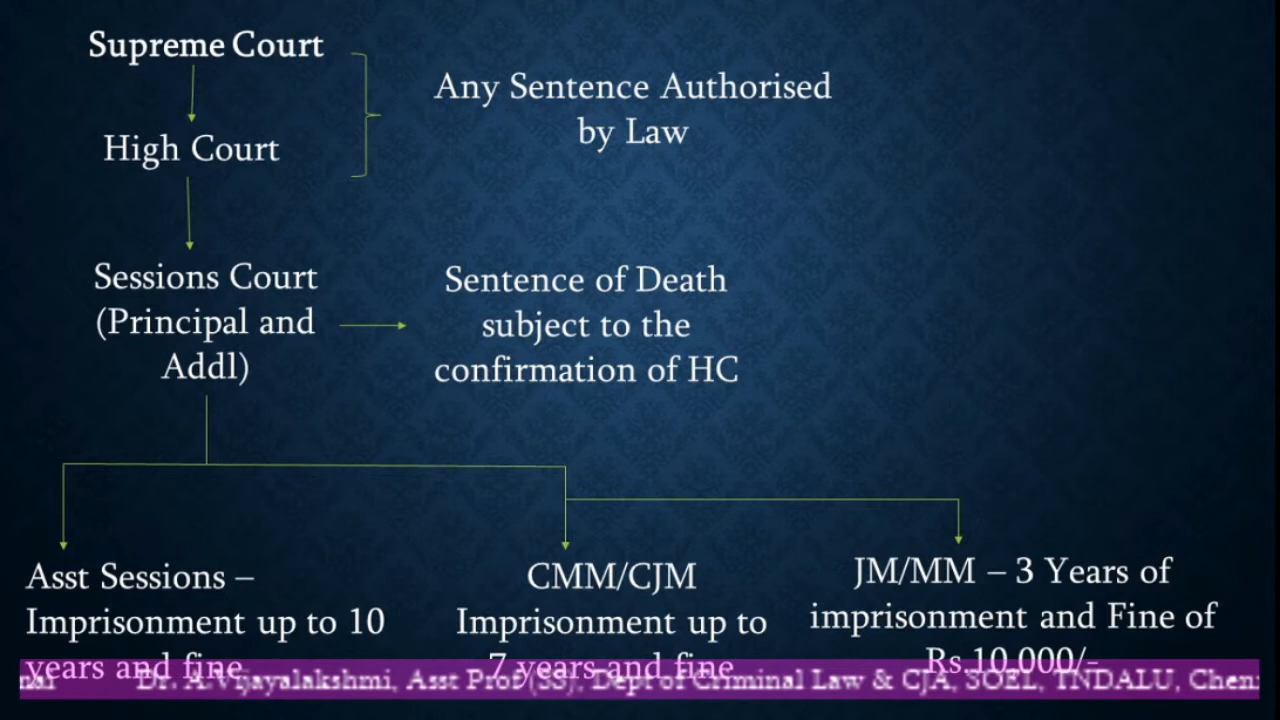 Supreme Court
Any Sentence Authorised
by Law
High Court
Sessions Court
(Principal and
Addl)
Sentence of Death
subject to the
confirmation of HC
Asst Sessions –
Imprisonment up to 10
years and fine
CMM/CJM
Imprisonment up to
7 years and fine
JM/MM – 3 Years of
imprisonment and Fine of
Rs 10,000/-
Dr. A.Vijayalakshmi, Asst Prof (SS), Dept of Criminal Law & CJA, SOEL, TNDALU,